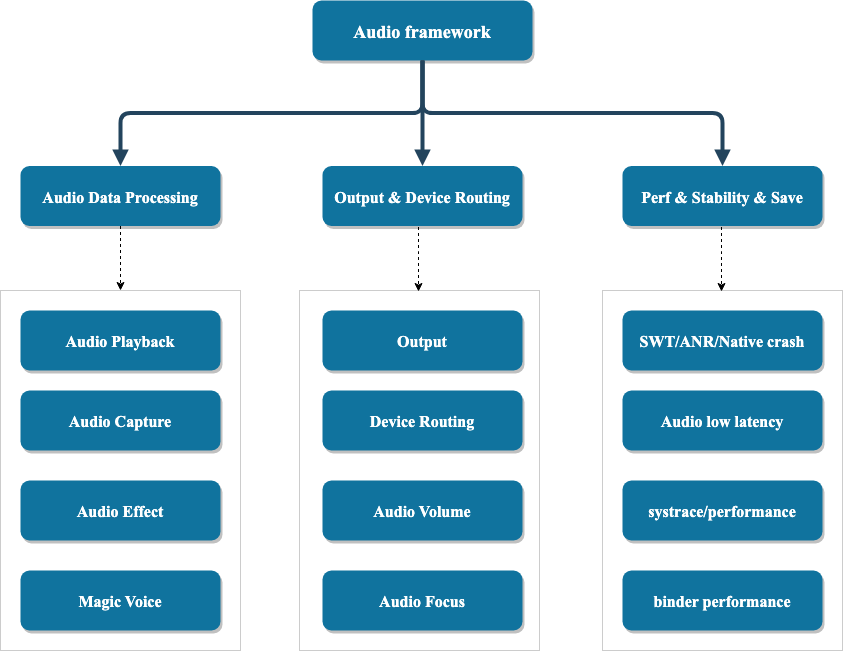 Audio framework
Audio Data Processing
Output & Device Routing
Perf & Stability & Save
Audio Playback
Audio Capture
Audio Effect
Magic Voice
Output
Device Routing
Audio Volume
Audio Focus
SWT/ANR/Native crash
Audio low latency
systrace/performance
binder performance